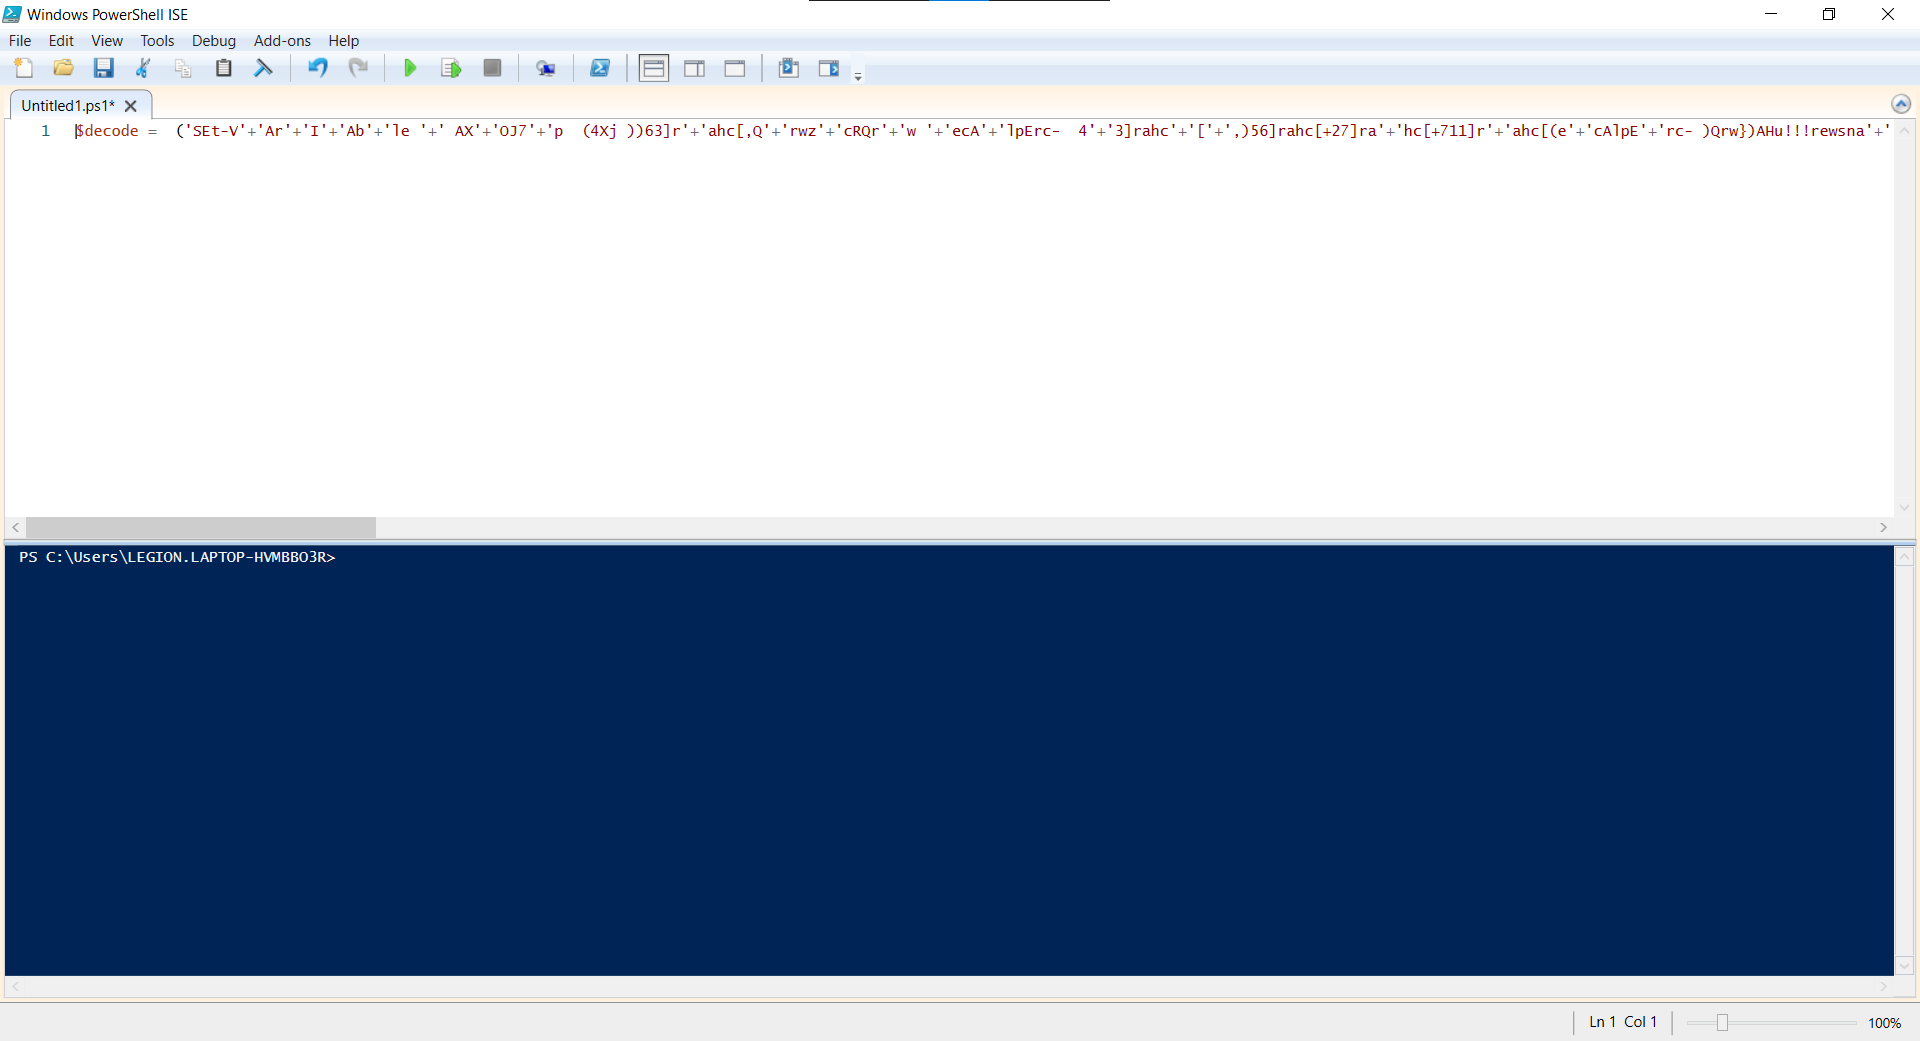 Windows PowerShell ISE
File Edit View Tools Debug Add-ons Help
Untitled1.ps1*
1 $decode =  ('SEt-V'+'Ar'+'I'+'Ab'+'le '+' AX'+'OJ7'+'p  (4Xj ))63]r'+'ahc[,Q'+'rwz'+'cRQr'+'w '+'ecA'+'lpErc-  4'+'3]rahc'+'['+',)56]rahc[+27]ra'+'hc[+711]r'+'ahc[(e'+'cAlpE'+'rc- )Qrw})AHu!!!rewsna'+'
PS C:\Users\LEGION.LAPTOP-HVMBBO3R>
Ln 1 Col 1 100%